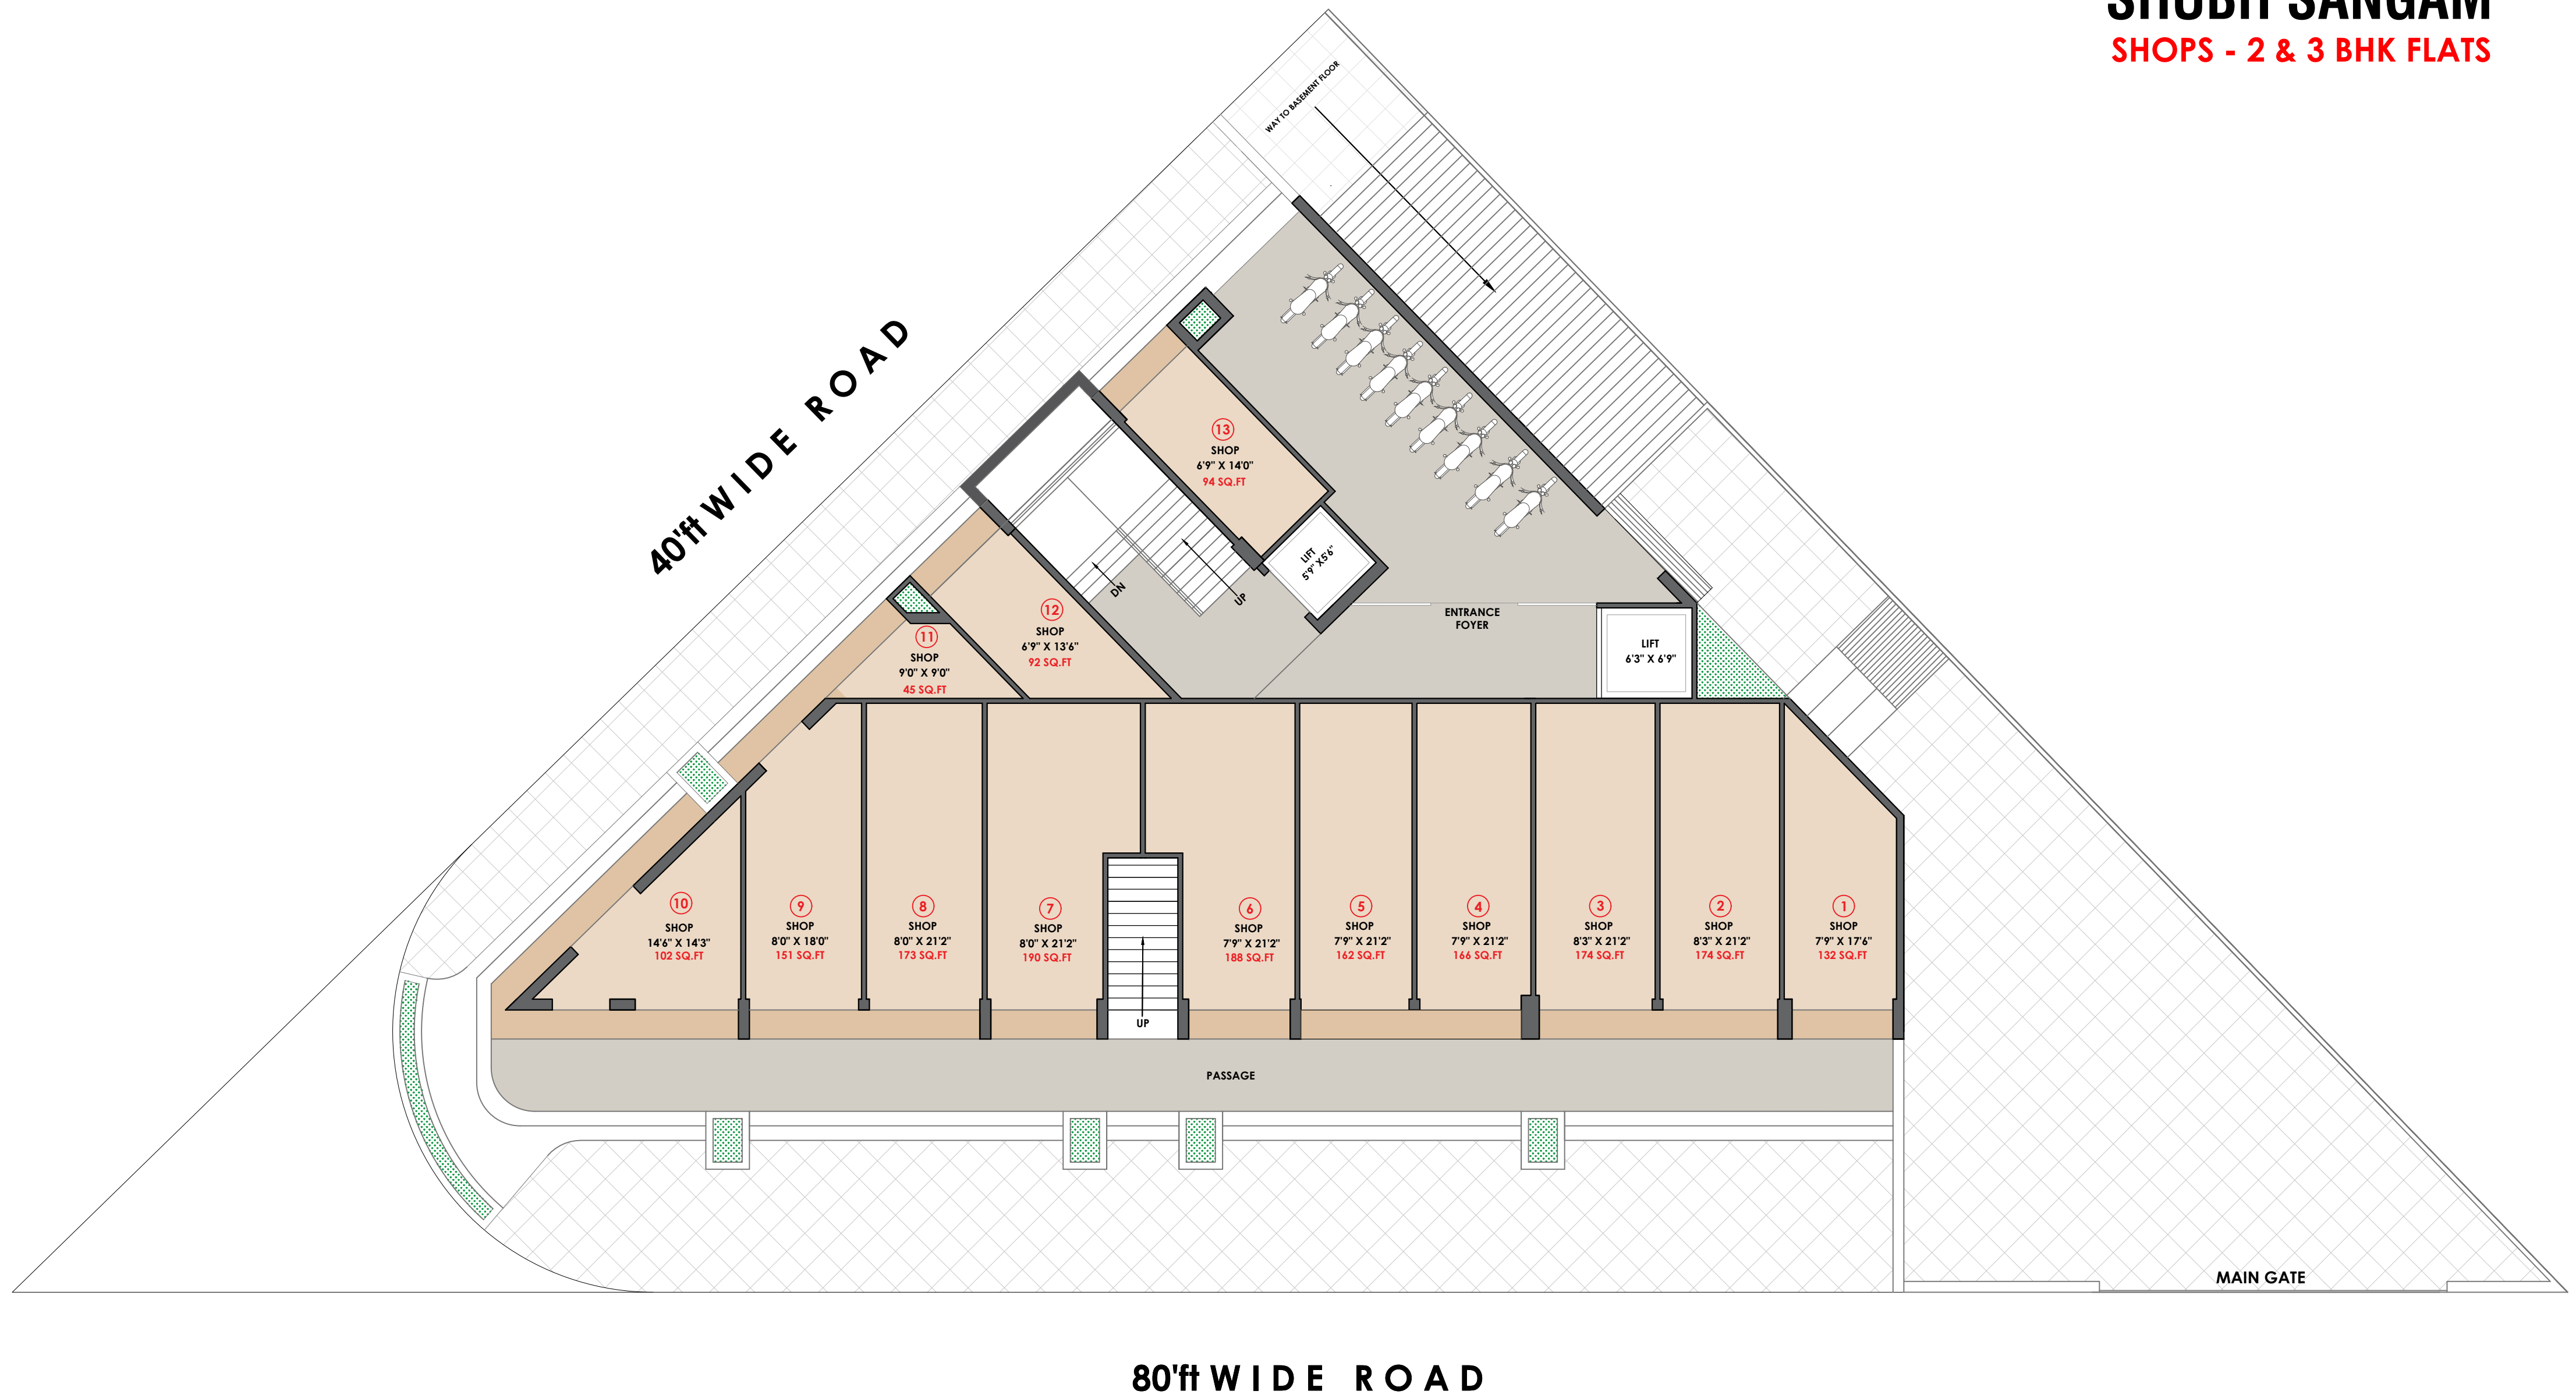 SHUBH SANGAM
SHOPS - 2 & 3 BHK FLATS
WAY TO BASEMENT FLOOR
40'ft WIDE ROAD
13
SHOP
6'9" X 14'0"
94 SQ.FT
LIFT
5'9" X5'6"
DN
UP
12
SHOP
6'9" X 13'6"
92 SQ.FT
ENTRANCE
FOYER
11
SHOP
9'0" X 9'0"
45 SQ.FT
LIFT
6'3" X 6'9"
10
SHOP
14'6" X 14'3"
102 SQ.FT
9
SHOP
8'0" X 18'0"
151 SQ.FT
8
SHOP
8'0" X 21'2"
173 SQ.FT
7
SHOP
8'0" X 21'2"
190 SQ.FT
6
SHOP
7'9" X 21'2"
188 SQ.FT
5
SHOP
7'9" X 21'2"
162 SQ.FT
4
SHOP
7'9" X 21'2"
166 SQ.FT
3
SHOP
8'3" X 21'2"
174 SQ.FT
2
SHOP
8'3" X 21'2"
174 SQ.FT
1
SHOP
7'9" X 17'6"
132 SQ.FT
UP
PASSAGE
MAIN GATE
80'ft WIDE ROAD